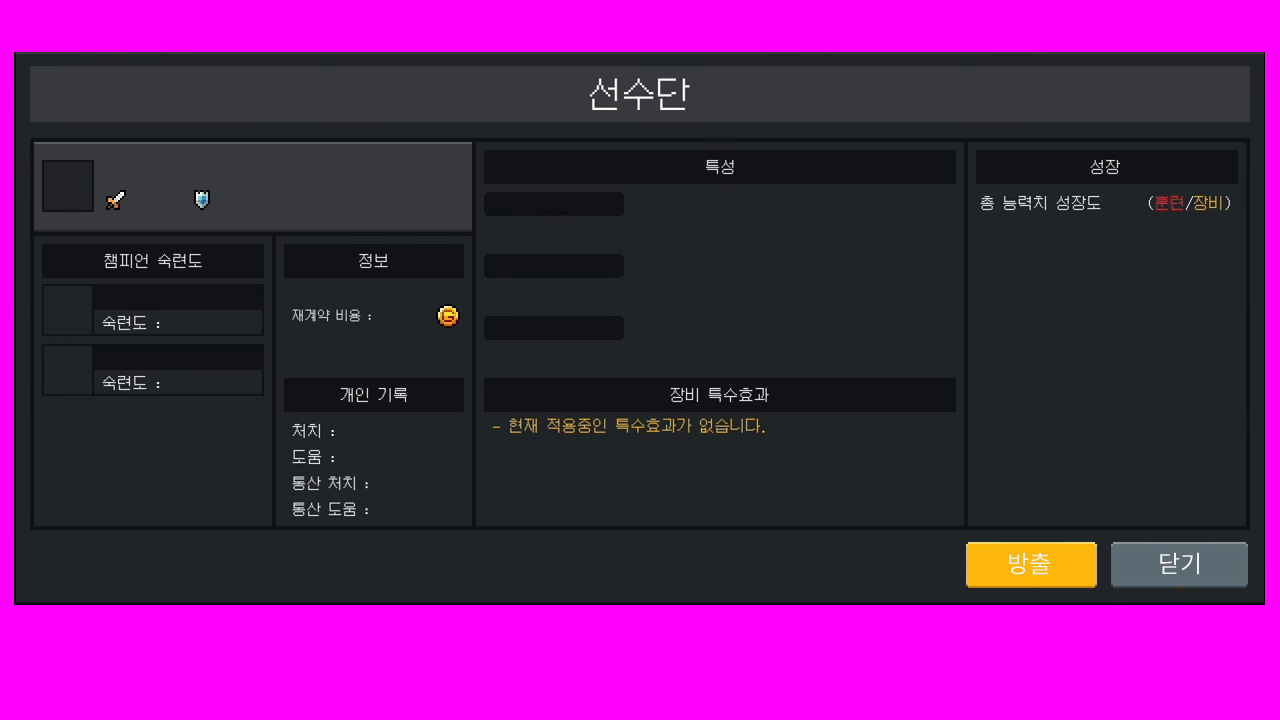 선수단
챔피언 숙련도
숙련도 :
숙련도 :
정보
재계약 비용 :
개인 기록
처치 :
도움 :
통산 처치 :
통산 도움 :
특성
장비 특수효과
- 현재 적용중인 특수효과가 없습니다.
성장
총 능력치 성장도 (훈련/장비)
방출
닫기